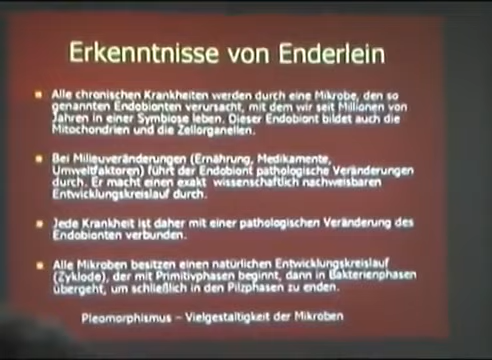 Erkenntnisse von Enderlein
Alle chronischen Krankheiten werden durch eine Mikrobe, den so
genannten Endobionten verursacht, mit dem wir seit Millionen von
Jahren in einer Symbiose leben. Dieser Endobiont bildet auch die
Mitochondrien und die Zellorganellen.
Bei Milieuveränderungen (Ernährung, Medikamente,
Umweltfaktoren) führt der Endobiont pathologische Veränderungen
durch. Er macht einen exakt wissenschaftlich nachweisbaren
Entwicklungskreislauf durch.
Jede Krankheit ist daher mit einer pathologischen Veränderung des
Endobionten verbunden.
Alle Mikroben besitzen einen natürlichen Entwicklungskreislauf
(Zyklode), der mit Primitivphasen beginnt, dann in Bakterienphasen
übergeht, um schließlich in den Pilzphasen zu enden.
Pleomorphismus – Vielgestaltigkeit der Mikroben